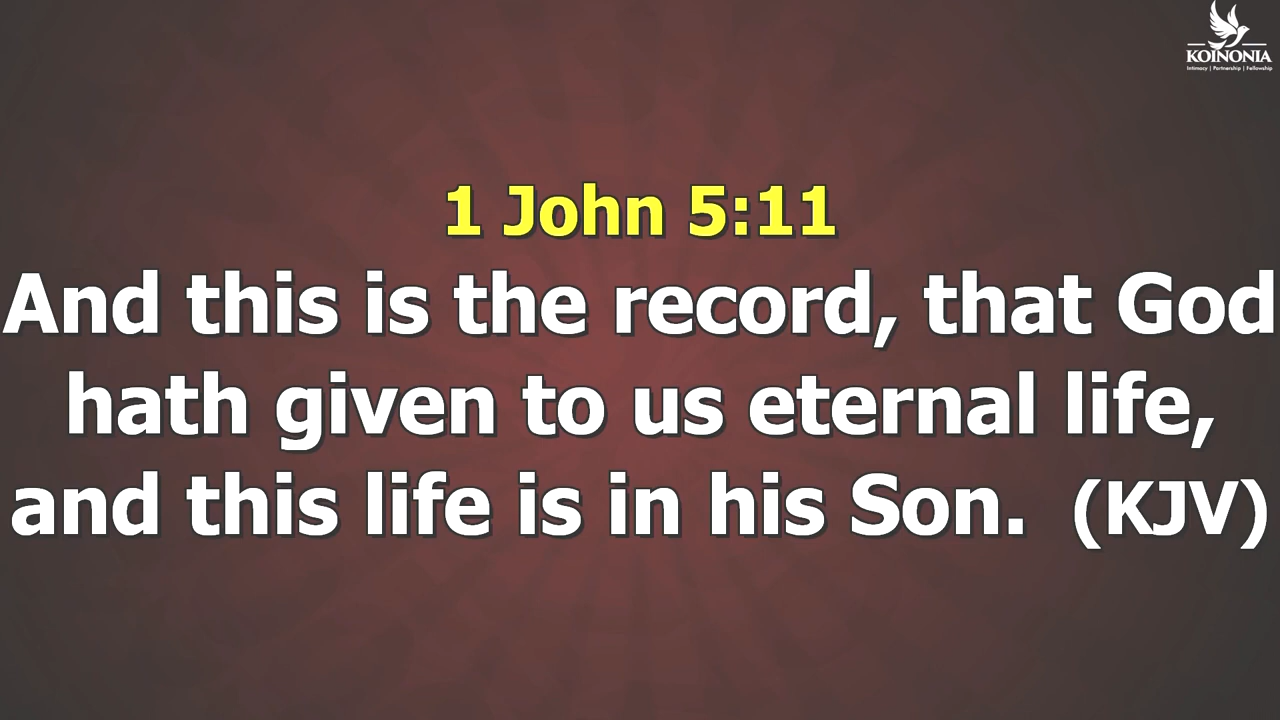 KOINONIA
Intimacy | Partnership | Fellowship
1 John 5:11
And this is the record, that God
hath given to us eternal life,
and this life is in his Son. (KJV)